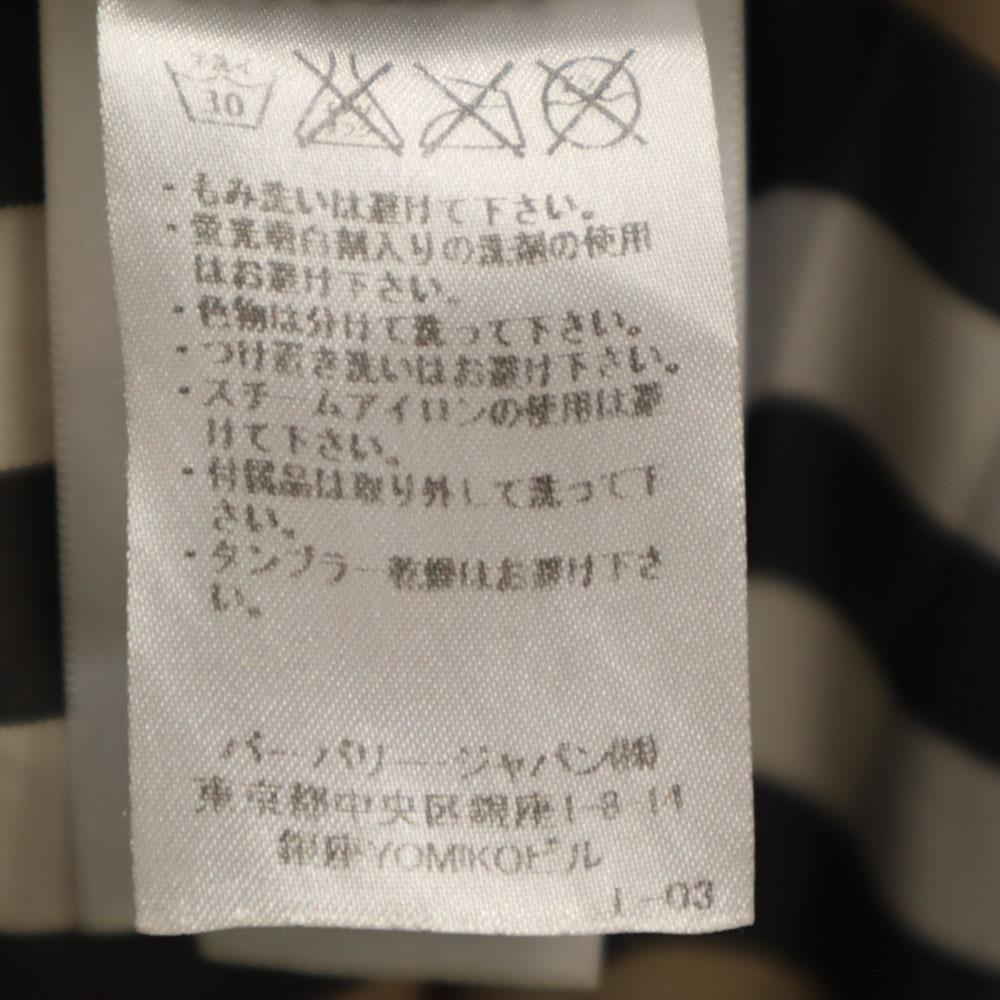 手洗イ
30
・もみ洗いは避けて下さい。
・蛍光増白剤入りの洗剤の使用
はお避け下さい。
・色物は分けて洗って下さい。
・つけ置き洗いはお避け下さい。
・スチームアイロンの使用は避
けて下さい。
・付属品は取り外して洗って下
さい。
・タンブラー乾燥はお避け下さ
い。
バーバリー・ジャパン㈱
東京都中央区銀座1-8-14
銀座YOMIKOビル
1-03